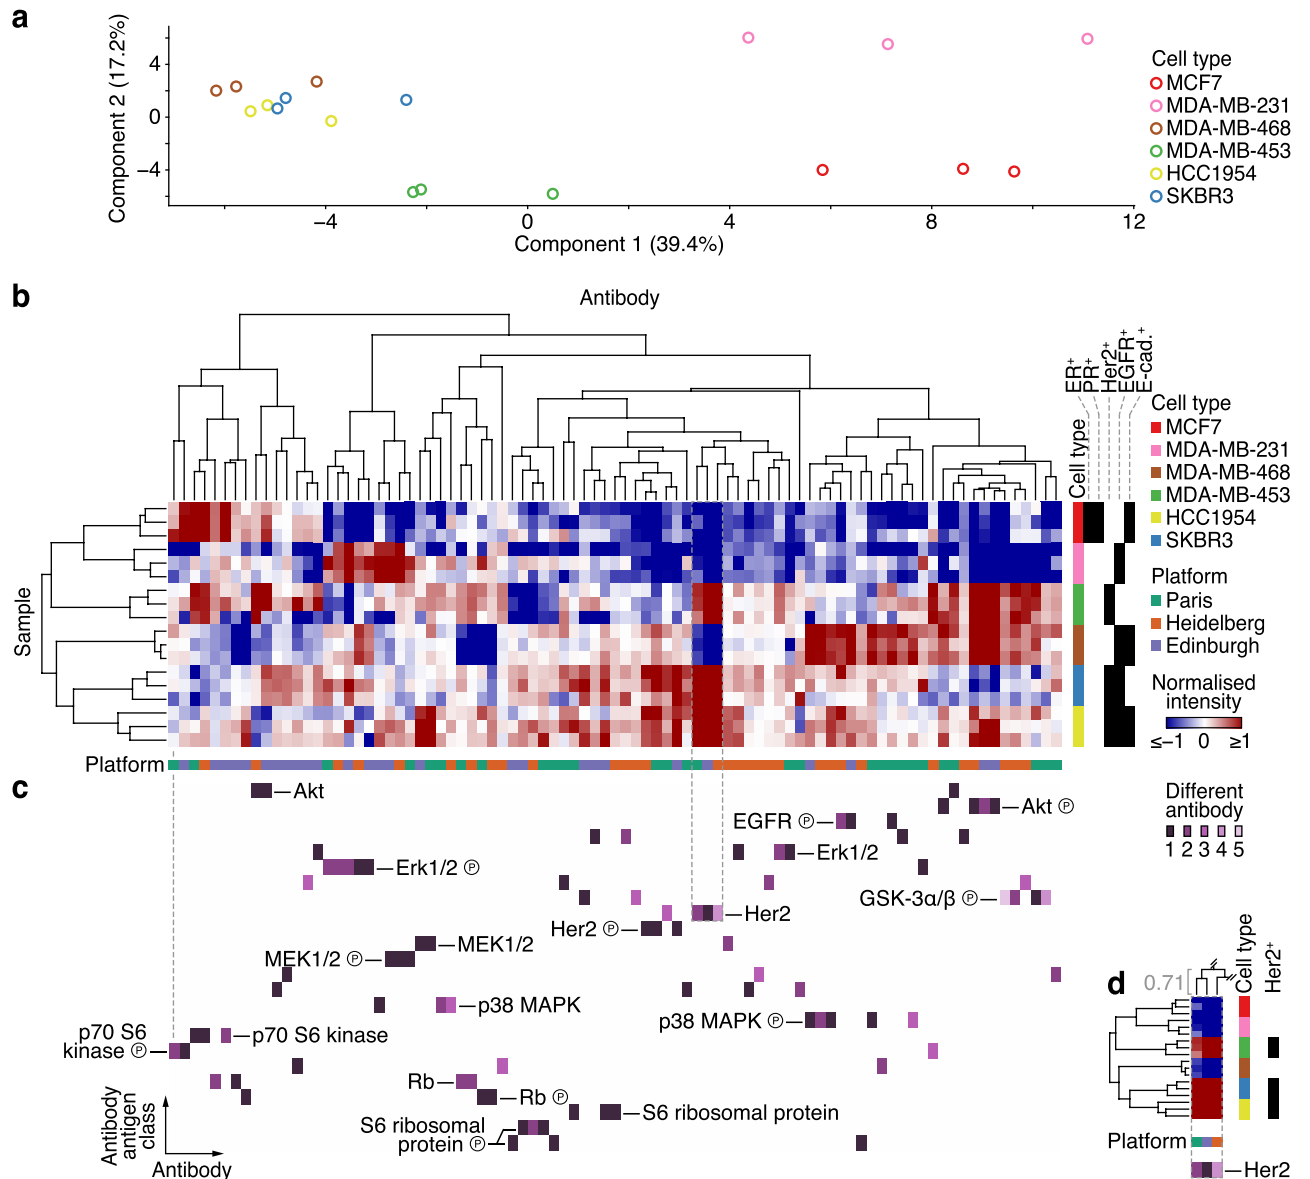 a
Component 2 (17.2%)
4
0
−4
−4
0
4
8
12
Component 1 (39.4%)
Cell type
MCF7
MDA-MB-231
MDA-MB-468
MDA-MB-453
HCC1954
SKBR3
b
Antibody
Sample
Cell type
ER+
PR+
Her2+
EGFR+
E-cad.+
Cell type
MCF7
MDA-MB-231
MDA-MB-468
MDA-MB-453
HCC1954
SKBR3
Platform
Paris
Heidelberg
Edinburgh
Normalised
intensity
≤−1 0 ≥1
Platform
c
Akt
Akt Ⓟ
EGFR Ⓟ
Erk1/2
Erk1/2 Ⓟ
GSK-3α/β Ⓟ
Her2
Her2 Ⓟ
MEK1/2
MEK1/2 Ⓟ
p38 MAPK
p38 MAPK Ⓟ
p70 S6 kinase
p70 S6
kinase Ⓟ
Rb
Rb Ⓟ
S6 ribosomal protein
S6 ribosomal
protein Ⓟ
Antibody
antigen
class
Antibody
Different
antibody
1 2 3 4 5
d
0.71
Cell type
Her2+
Platform
Her2